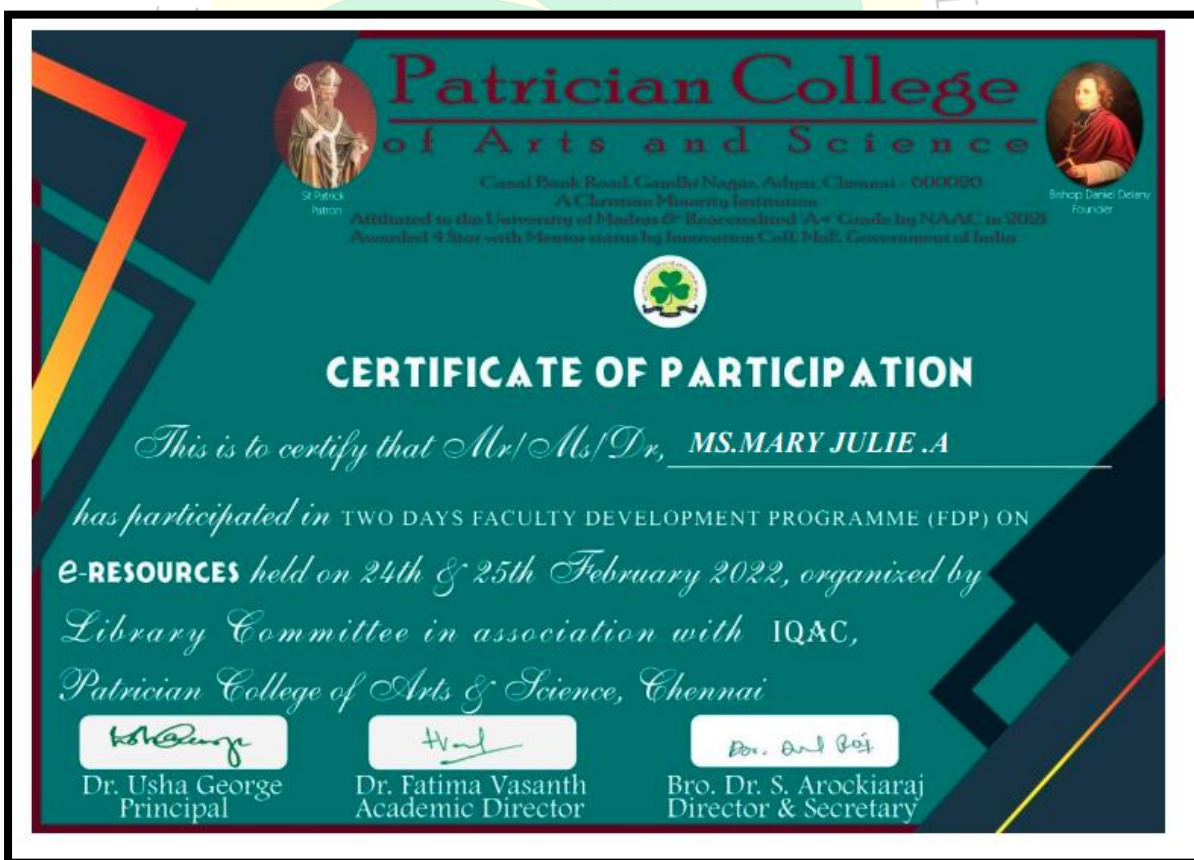 Patrician College
of Arts and Science
Canal Bank Road, Gandhi Nagar, Adyar, Chennai - 600020.
A Christian Minority Institution
Affiliated to the University of Madras & Reaccredited 'A+' Grade by NAAC in 2021
Awarded 4 Star with Mentor status by Innovation Cell, MoE, Government of India
St Patrick
Patron
Bishop Daniel Delany
Founder
CERTIFICATE OF PARTICIPATION
This is to certify that Mr/Ms/Dr, MS.MARY JULIE .A
has participated in TWO DAYS FACULTY DEVELOPMENT PROGRAMME (FDP) ON
e-RESOURCES held on 24th & 25th February 2022, organized by
Library Committee in association with IQAC,
Patrician College of Arts & Science, Chennai
Dr. Usha George
Principal
Dr. Fatima Vasanth
Academic Director
Bro. Dr. S. Arockiaraj
Director & Secretary